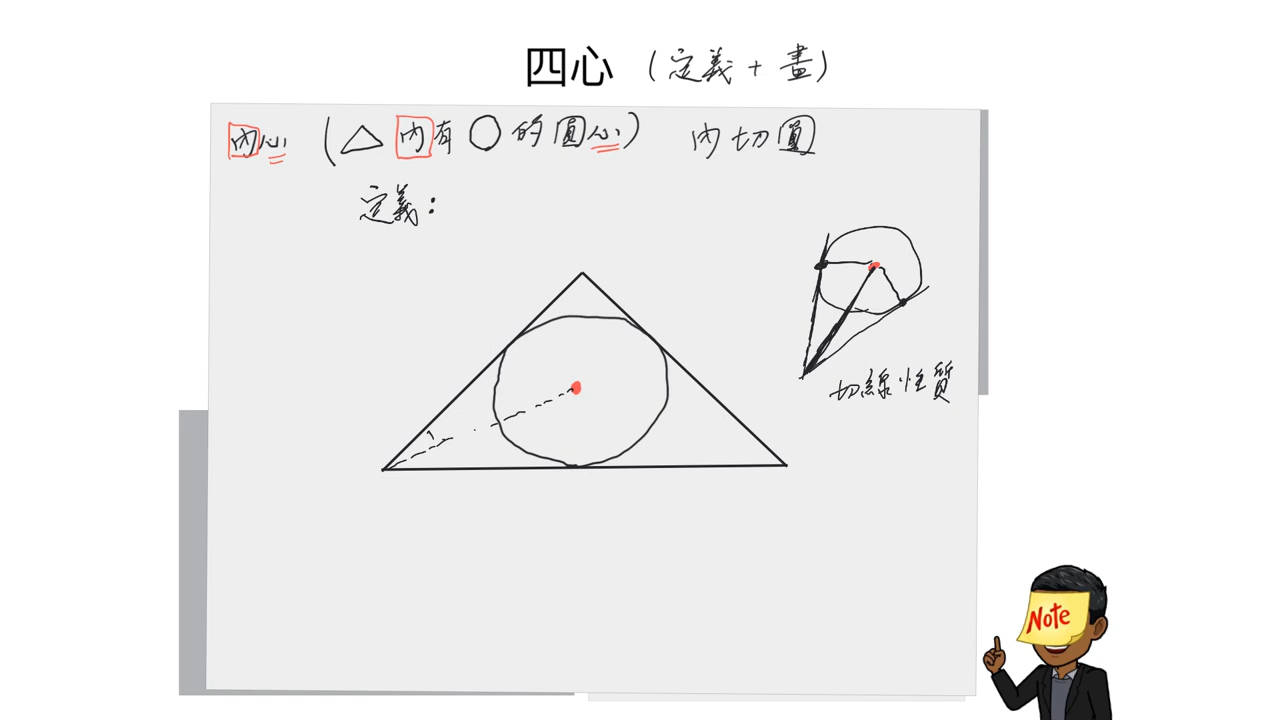 四心 (定義 + 畫)
內心 (△ 內有 ○ 的圓心) 內切圓
定義:
切線性質
Note